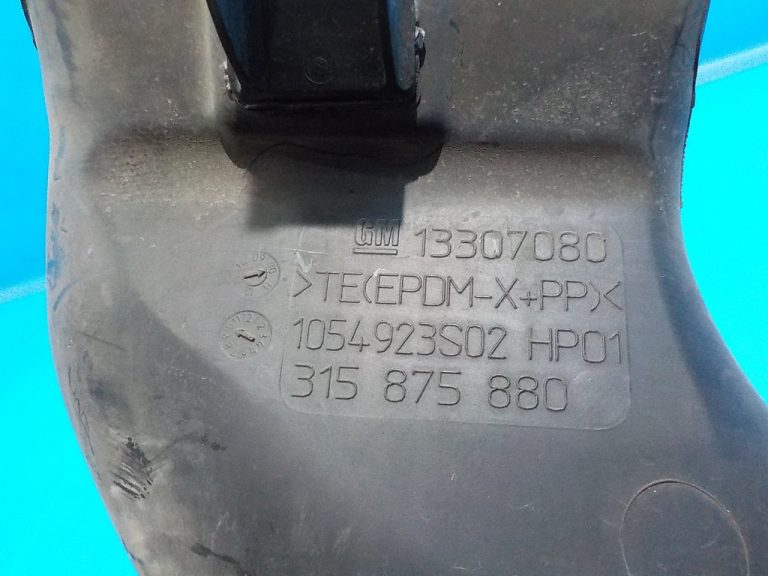 GM 13307080
>TE(EPDM-X+PP)<
1054923S02 HP01
315 875 880